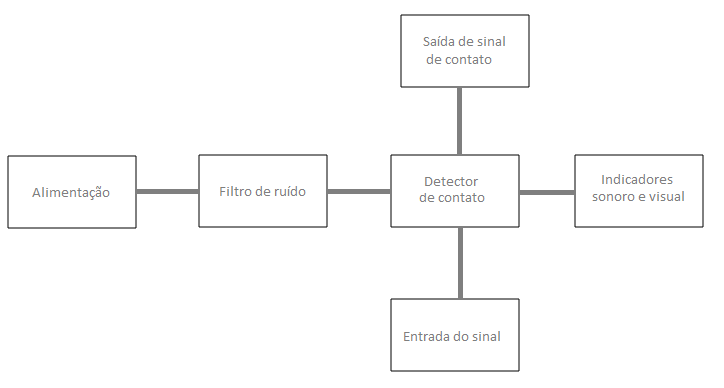 Saída de sinal
de contato
Alimentação
Filtro de ruído
Detector
de contato
Indicadores
sonoro e visual
Entrada do sinal